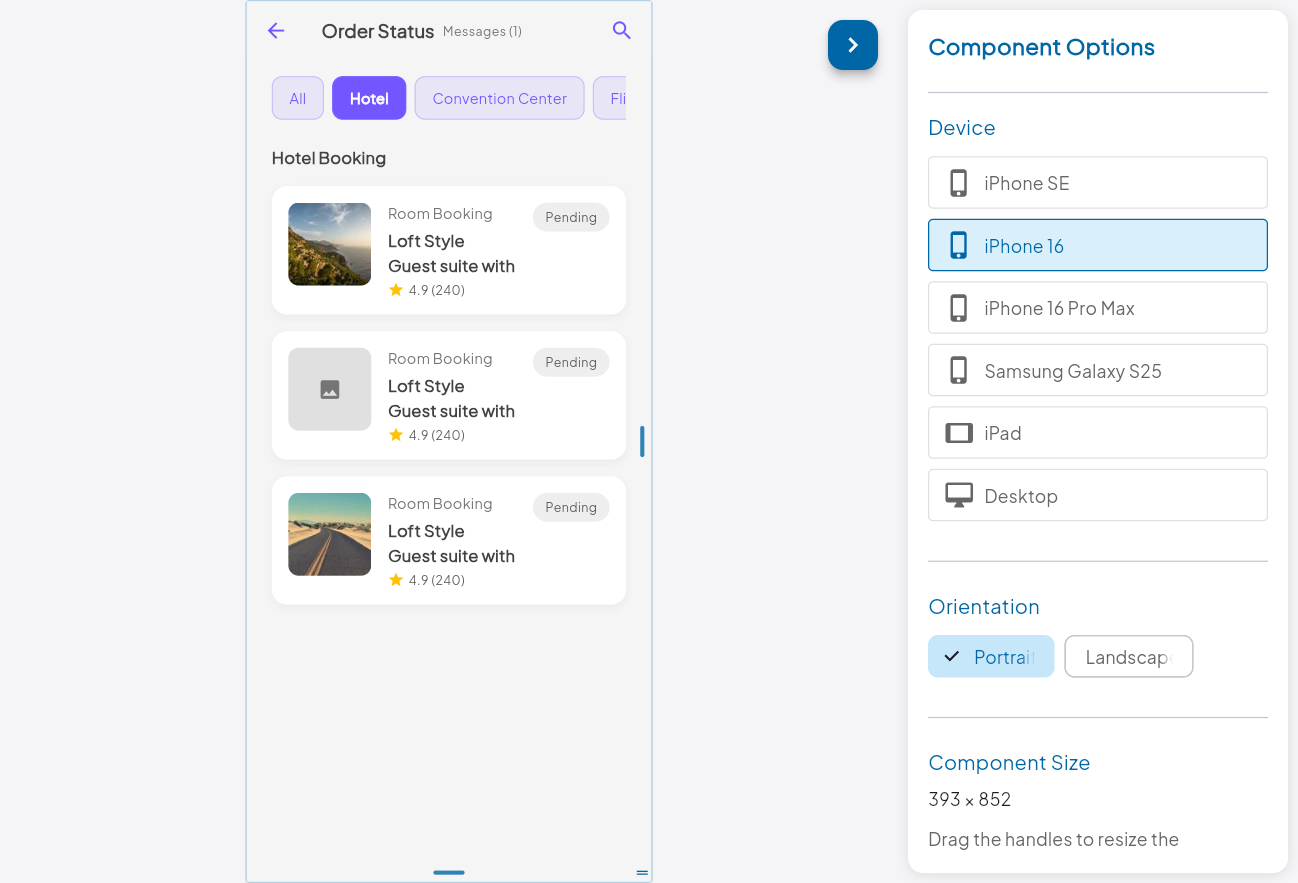 Order Status Messages (1)
All Hotel Convention Center Fli
Hotel Booking
Room Booking Pending
Loft Style
Guest suite with
4.9 (240)
Room Booking Pending
Loft Style
Guest suite with
4.9 (240)
Room Booking Pending
Loft Style
Guest suite with
4.9 (240)
Component Options
Device
iPhone SE
iPhone 16
iPhone 16 Pro Max
Samsung Galaxy S25
iPad
Desktop
Orientation
Portrait Landscape
Component Size
393 × 852
Drag the handles to resize the